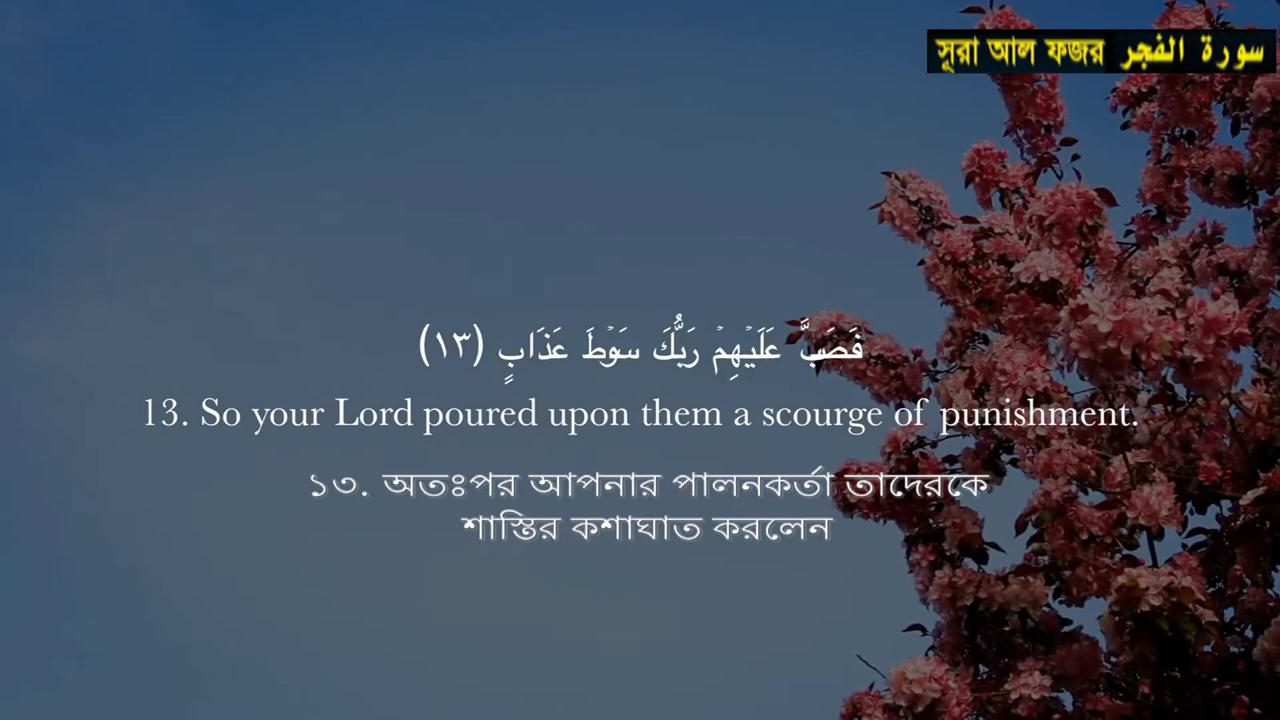 সূরা আল ফজর سورة الفجر
فَصَبَّ عَلَيْهِمْ رَبُّكَ سَوْطَ عَذَابٍ (١٣)
13. So your Lord poured upon them a scourge of punishment.
১৩. অতঃপর আপনার পালনকর্তা তাদেরকে
শাস্তির কশাঘাত করলেন